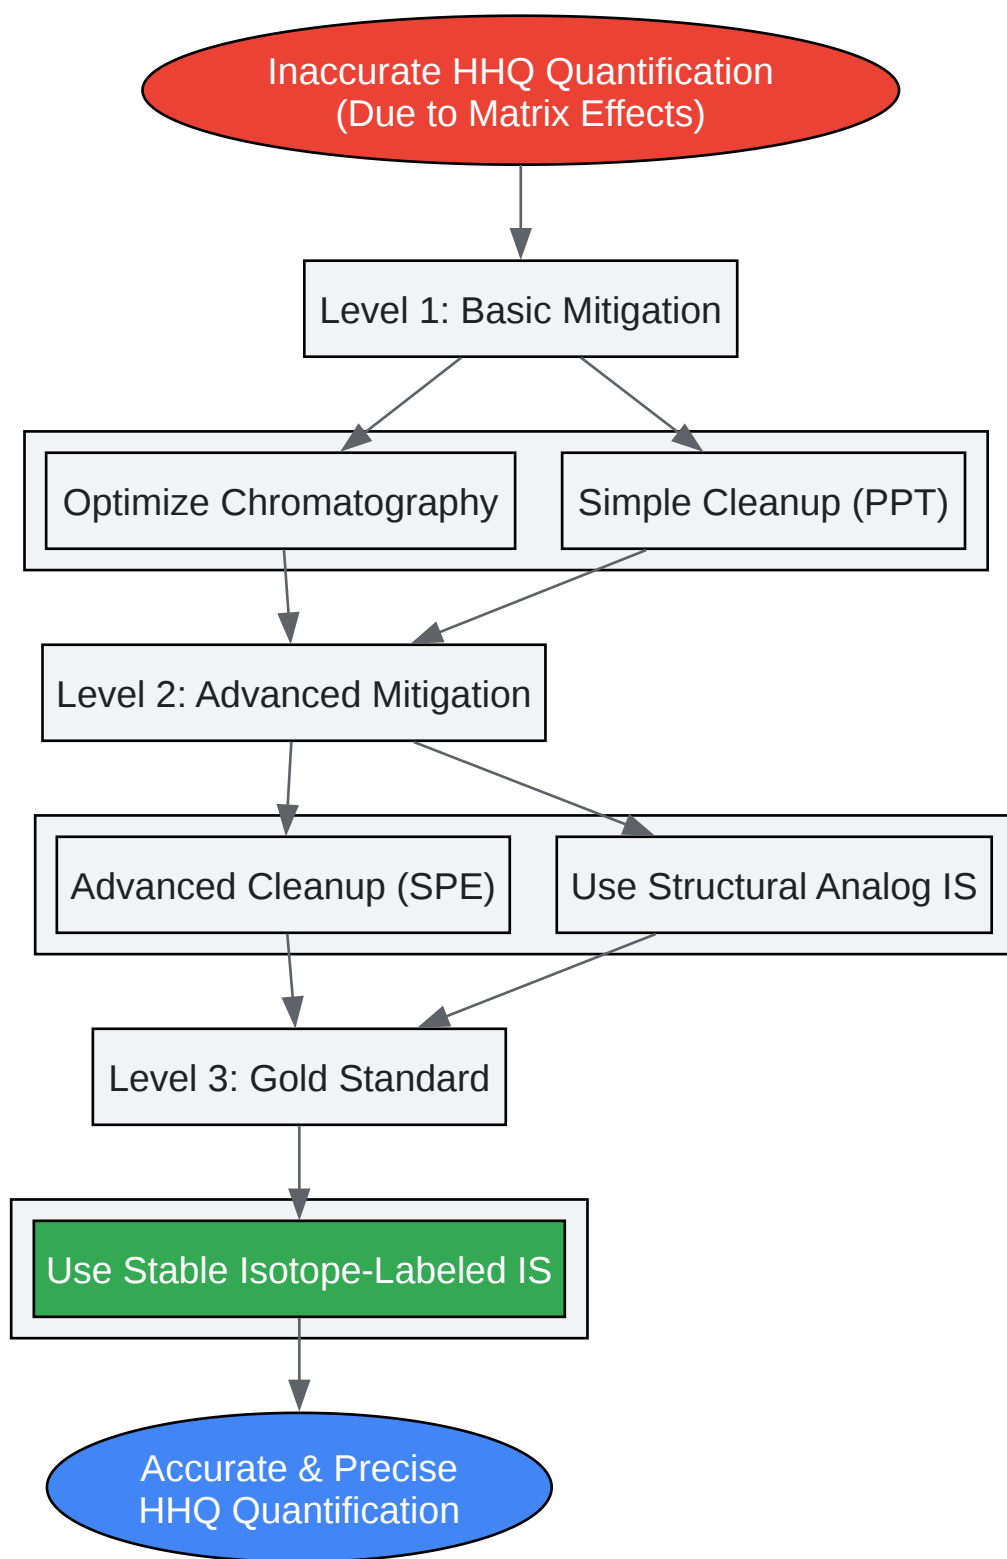 Inaccurate HHQ Quantification
(Due to Matrix Effects)
Level 1: Basic Mitigation
Optimize Chromatography
Simple Cleanup (PPT)
Level 2: Advanced Mitigation
Advanced Cleanup (SPE)
Use Structural Analog IS
Level 3: Gold Standard
Use Stable Isotope-Labeled IS
Accurate & Precise
HHQ Quantification